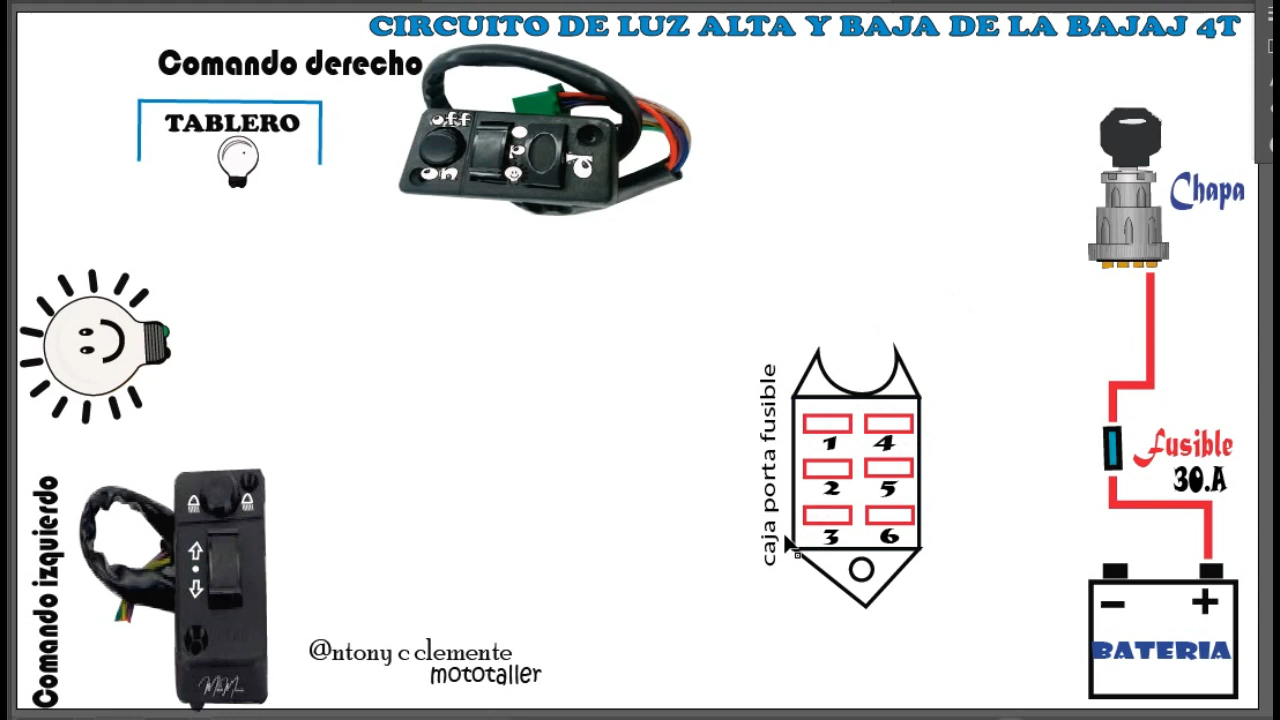 CIRCUITO DE LUZ ALTA Y BAJA DE LA BAJAJ 4T
Comando derecho
TABLERO
Off
On
Chapa
caja porta fusible
1 4
2 5
3 6
Fusible
30.A
- +
BATERIA
Comando izquierdo
@ntony c clemente
mototaller